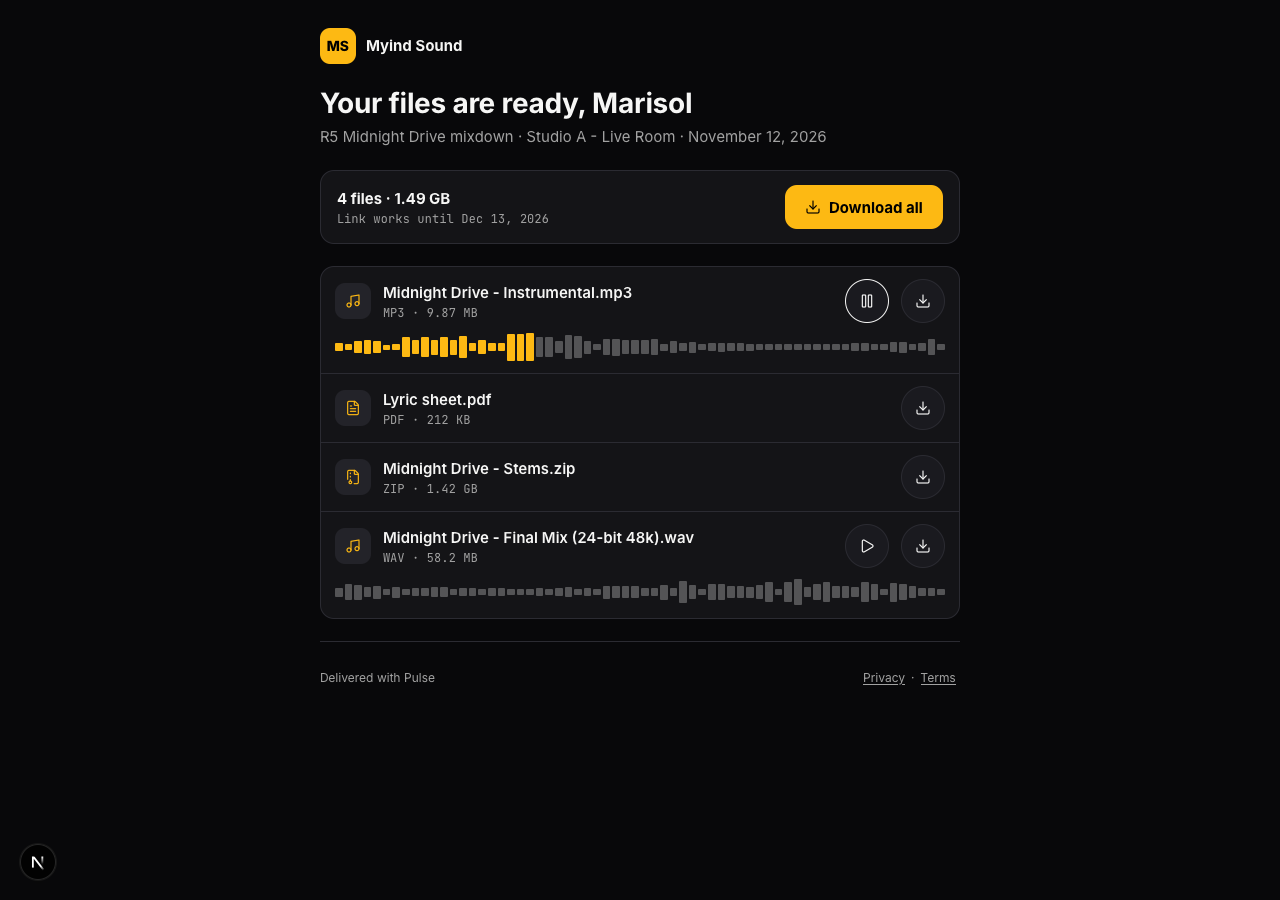 MS
Myind Sound
Your files are ready, Marisol
R5 Midnight Drive mixdown · Studio A - Live Room · November 12, 2026
4 files · 1.49 GB
Link works until Dec 13, 2026
Download all
Midnight Drive - Instrumental.mp3
MP3 · 9.87 MB
Lyric sheet.pdf
PDF · 212 KB
Midnight Drive - Stems.zip
ZIP · 1.42 GB
Midnight Drive - Final Mix (24-bit 48k).wav
WAV · 58.2 MB
Delivered with Pulse
Privacy · Terms
N